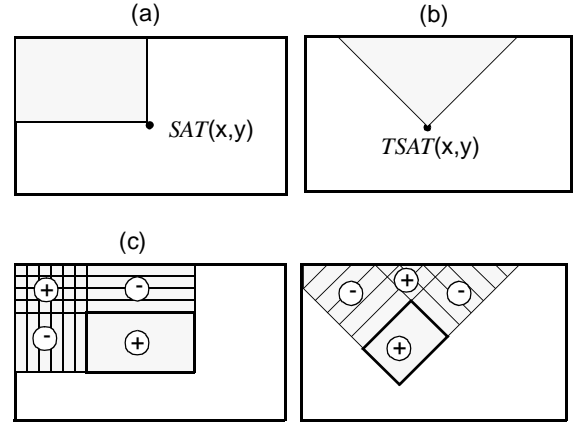 (a) (b)
SAT(x,y)
TSAT(x,y)
(c)
+ - + - -
- + +